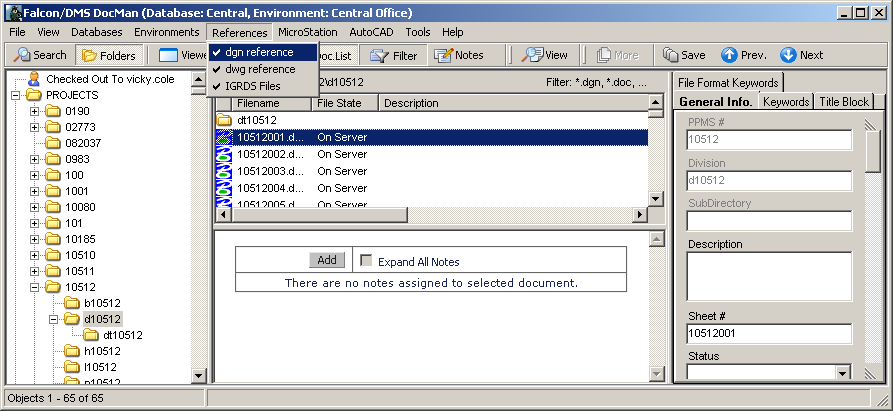 Falcon/DMS DocMan (Database: Central, Environment: Central Office)
File View Databases Environments References MicroStation AutoCAD Tools Help
Search Folders Viewe Doc.List Filter Notes View More Save Prev. Next
dgn reference
dwg reference
IGRDS Files
Checked Out To vicky.cole
PROJECTS
0190
02773
082037
0983
100
1001
10080
101
10185
10510
10511
10512
b10512
d10512
dt10512
h10512
l10512
p10512
2\d10512 Filter: *.dgn, *.doc, ...
Filename File State Description
dt10512
10512001.d... On Server
10512002.d... On Server
10512003.d... On Server
10512004.d... On Server
10512005.d... On Server
Add Expand All Notes
There are no notes assigned to selected document.
File Format Keywords
General Info. Keywords Title Block
PPMS #
10512
Division
d10512
SubDirectory
Description
Sheet #
10512001
Status
Objects 1 - 65 of 65